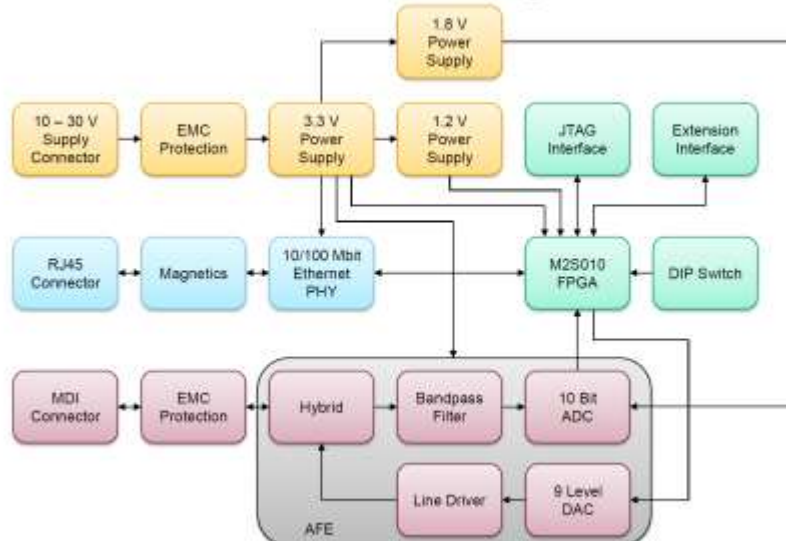 1.8 V
Power
Supply
10 – 30 V
Supply
Connector
EMC
Protection
3.3 V
Power
Supply
1.2 V
Power
Supply
JTAG
Interface
Extension
Interface
RJ45
Connector
Magnetics
10/100 Mbit
Ethernet
PHY
M2S010
FPGA
DIP Switch
MDI
Connector
EMC
Protection
Hybrid
Bandpass
Filter
10 Bit
ADC
Line Driver
9 Level
DAC
AFE